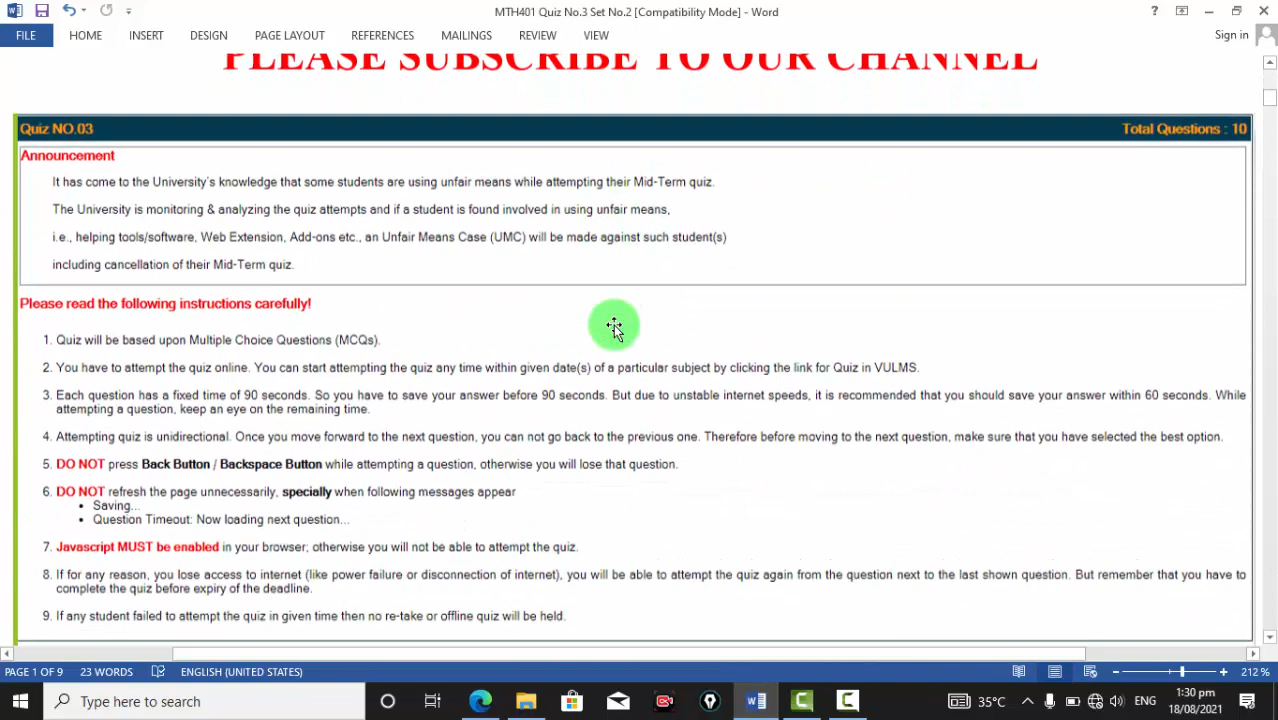 MTH401 Quiz No.3 Set No.2 [Compatibility Mode] - Word
FILE HOME INSERT DESIGN PAGE LAYOUT REFERENCES MAILINGS REVIEW VIEW Sign in
PLEASE SUBSCRIBE TO OUR CHANNEL
Quiz NO.03 Total Questions : 10
Announcement
It has come to the University's knowledge that some students are using unfair means while attempting their Mid-Term quiz.
The University is monitoring & analyzing the quiz attempts and if a student is found involved in using unfair means,
i.e., helping tools/software, Web Extension, Add-ons etc., an Unfair Means Case (UMC) will be made against such student(s)
including cancellation of their Mid-Term quiz.
Please read the following instructions carefully!
1. Quiz will be based upon Multiple Choice Questions (MCQs).
2. You have to attempt the quiz online. You can start attempting the quiz any time within given date(s) of a particular subject by clicking the link for Quiz in VULMS.
3. Each question has a fixed time of 90 seconds. So you have to save your answer before 90 seconds. But due to unstable internet speeds, it is recommended that you should save your answer within 60 seconds. While
attempting a question, keep an eye on the remaining time.
4. Attempting quiz is unidirectional. Once you move forward to the next question, you can not go back to the previous one. Therefore before moving to the next question, make sure that you have selected the best option.
5. DO NOT press Back Button / Backspace Button while attempting a question, otherwise you will lose that question.
6. DO NOT refresh the page unnecessarily, specially when following messages appear
• Saving...
• Question Timeout: Now loading next question...
7. Javascript MUST be enabled in your browser; otherwise you will not be able to attempt the quiz.
8. If for any reason, you lose access to internet (like power failure or disconnection of internet), you will be able to attempt the quiz again from the question next to the last shown question. But remember that you have to
complete the quiz before expiry of the deadline.
9. If any student failed to attempt the quiz in given time then no re-take or offline quiz will be held.
PAGE 1 OF 9 23 WORDS ENGLISH (UNITED STATES) 212 %
Type here to search 35°C ENG 1:30 pm
18/08/2021